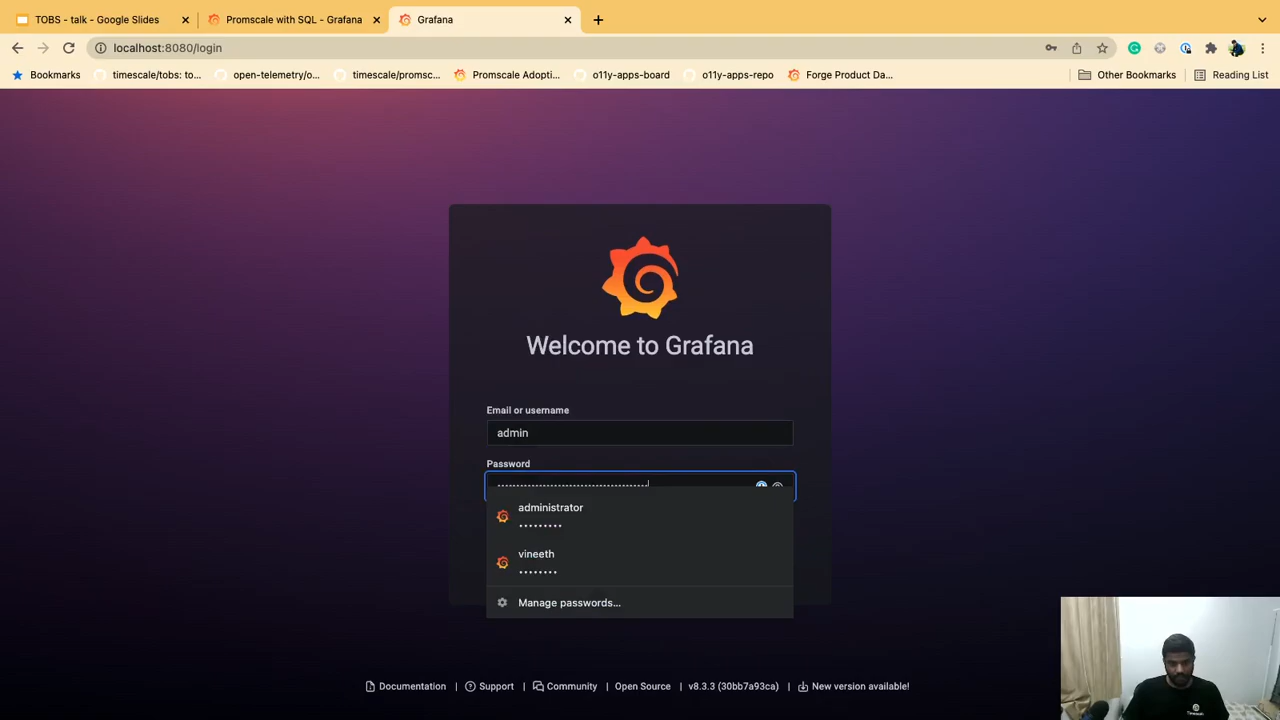 TOBS - talk - Google Slides
Promscale with SQL - Grafana
Grafana
localhost:8080/login
Bookmarks
timescale/tobs: to...
open-telemetry/o...
timescale/promsc...
Promscale Adopti...
o11y-apps-board
o11y-apps-repo
Forge Product Da...
Other Bookmarks
Reading List
Welcome to Grafana
Email or username
admin
Password
administrator
vineeth
Manage passwords...
Documentation | Support | Community | Open Source | v8.3.3 (30bb7a93ca) | New version available!